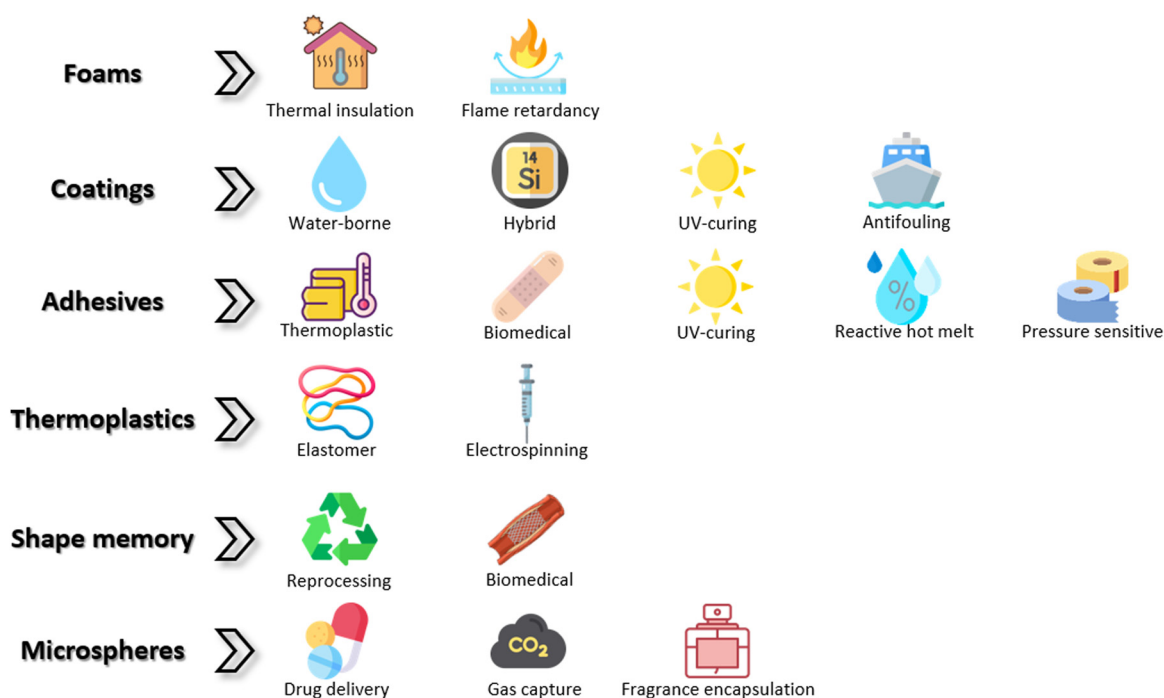 Foams
Thermal insulation
Flame retardancy
Coatings
14
Si
Water-borne
Hybrid
UV-curing
Antifouling
Adhesives
%
Thermoplastic
Biomedical
UV-curing
Reactive hot melt
Pressure sensitive
Thermoplastics
Elastomer
Electrospinning
Shape memory
Reprocessing
Biomedical
Microspheres
CO₂
Drug delivery
Gas capture
Fragrance encapsulation